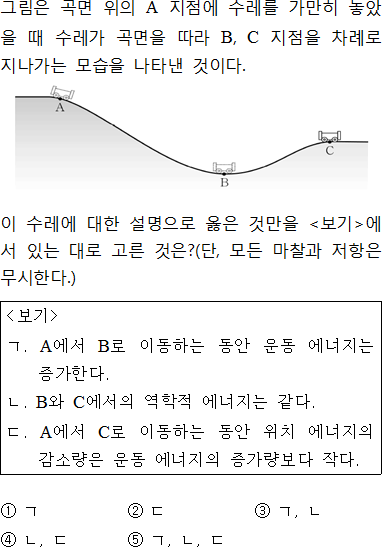 그림은 곡면 위의 A 지점에 수레를 가만히 놓았
을 때 수레가 곡면을 따라 B, C 지점을 차례로
지나가는 모습을 나타낸 것이다.
A
B
C
이 수레에 대한 설명으로 옳은 것만을 <보기>에
서 있는 대로 고른 것은?(단, 모든 마찰과 저항은
무시한다.)
<보기>
ㄱ. A에서 B로 이동하는 동안 운동 에너지는
증가한다.
ㄴ. B와 C에서의 역학적 에너지는 같다.
ㄷ. A에서 C로 이동하는 동안 위치 에너지의
감소량은 운동 에너지의 증가량보다 작다.
① ㄱ ② ㄷ ③ ㄱ, ㄴ
④ ㄴ, ㄷ ⑤ ㄱ, ㄴ, ㄷ